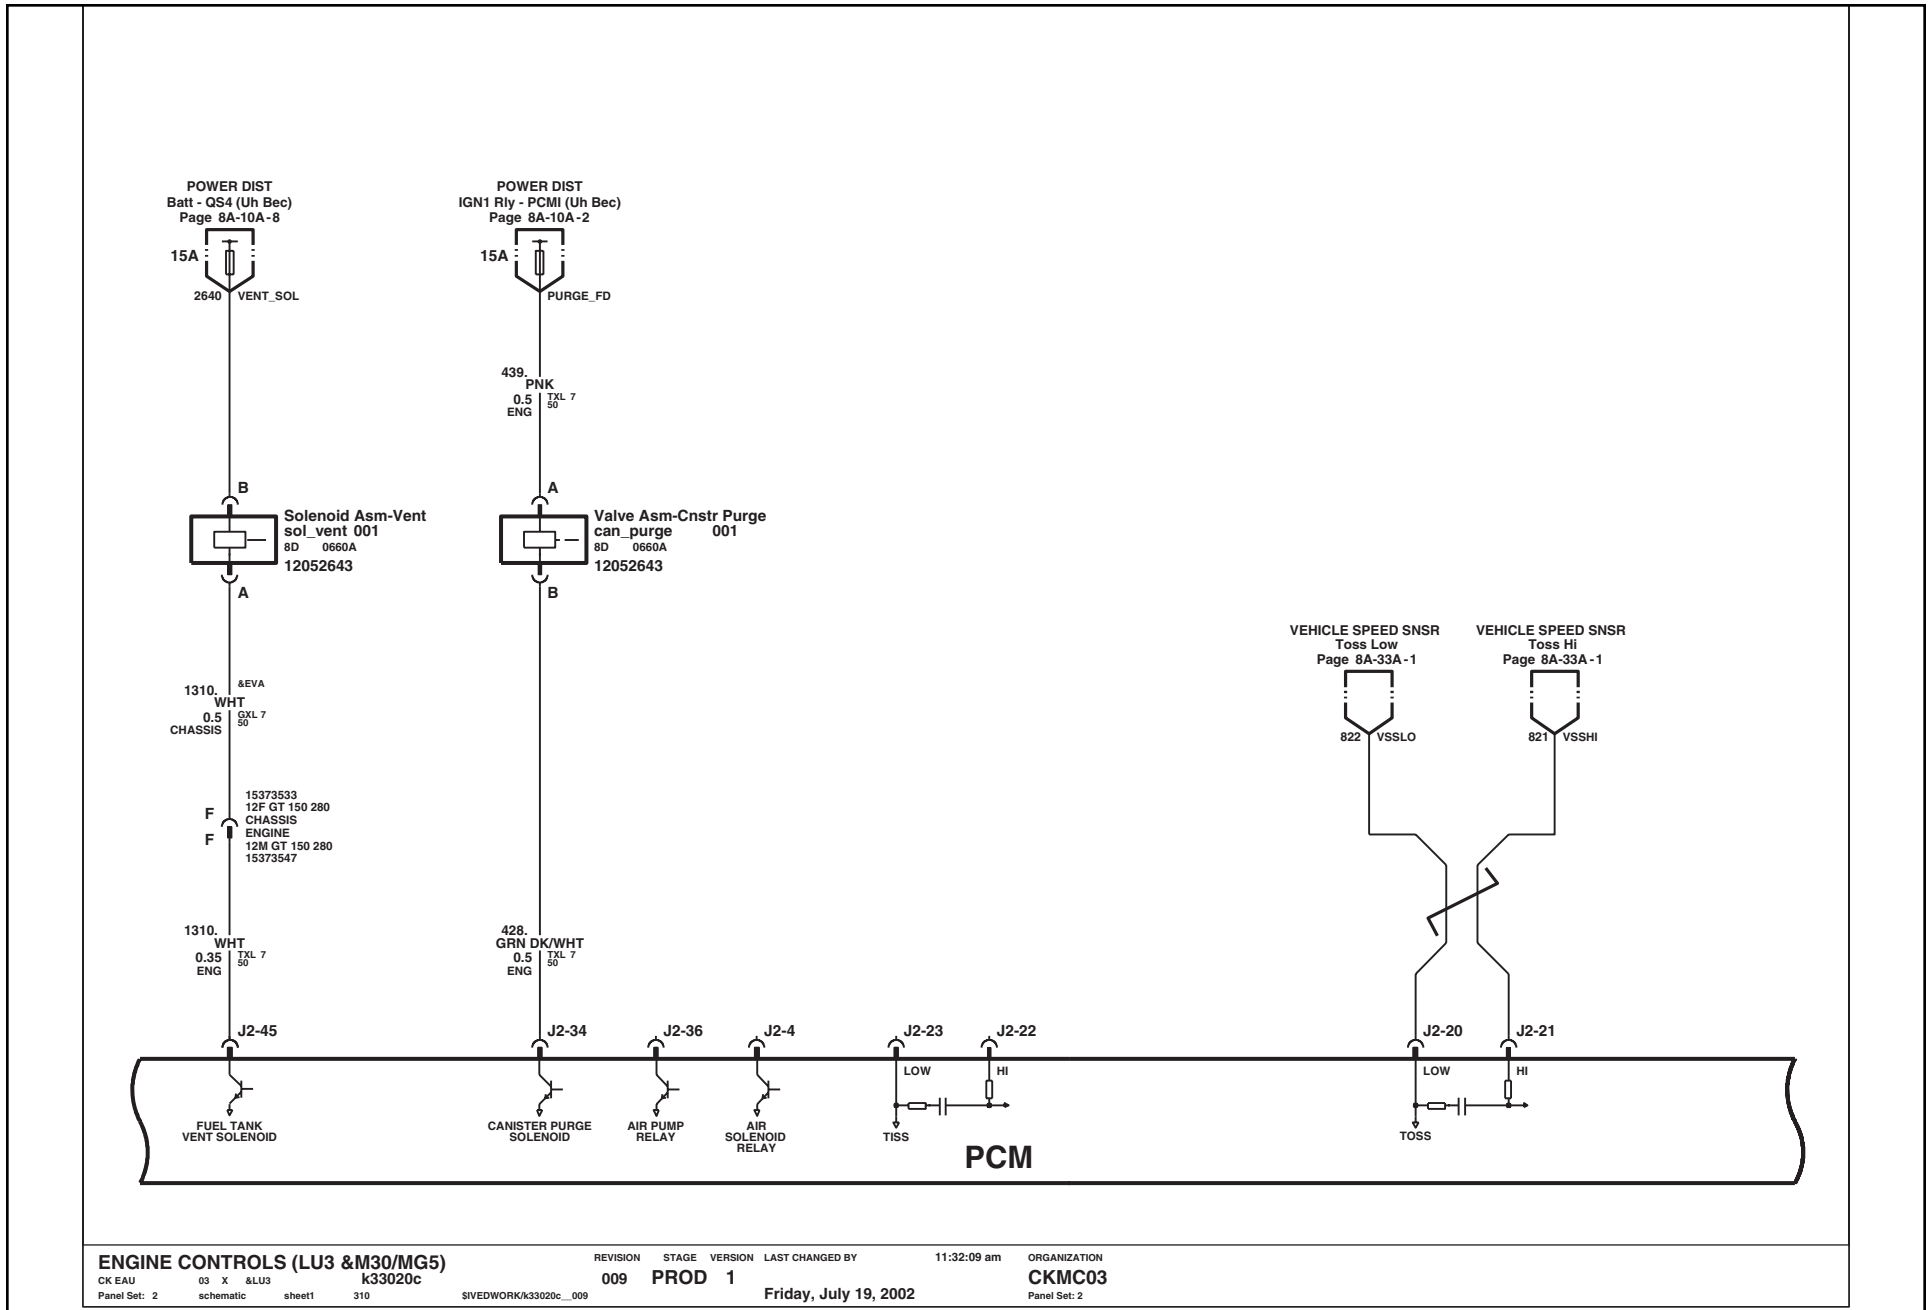 POWER DIST
Batt - QS4 (Uh Bec)
Page 8A-10A-8
15A
2640 VENT_SOL
POWER DIST
IGN1 Rly - PCMI (Uh Bec)
Page 8A-10A-2
15A
PURGE_FD
439.
PNK
0.5 TXL 7
ENG 50
B
Solenoid Asm-Vent
sol_vent 001
8D 0660A
12052643
A
A
Valve Asm-Cnstr Purge
can_purge 001
8D 0660A
12052643
B
VEHICLE SPEED SNSR
Toss Low
Page 8A-33A-1
822 VSSLO
VEHICLE SPEED SNSR
Toss Hi
Page 8A-33A-1
821 VSSHI
1310. &EVA
WHT
0.5 GXL 7
CHASSIS 50
15373533
F 12F GT 150 280
CHASSIS
ENGINE
F 12M GT 150 280
15373547
1310.
WHT
0.35 TXL 7
ENG 50
428.
GRN DK/WHT
0.5 TXL 7
ENG 50
J2-45 J2-34 J2-36 J2-4 J2-23 J2-22 J2-20 J2-21
LOW HI LOW HI
FUEL TANK
VENT SOLENOID
CANISTER PURGE
SOLENOID
AIR PUMP
RELAY
AIR
SOLENOID
RELAY
TISS
TOSS
PCM
ENGINE CONTROLS (LU3 &M30/MG5)
CK EAU 03 X &LU3 k33020c
Panel Set: 2 schematic sheet1 310 $IVEDWORK/k33020c__009
REVISION STAGE VERSION LAST CHANGED BY 11:32:09 am
009 PROD 1
Friday, July 19, 2002
ORGANIZATION
CKMC03
Panel Set: 2